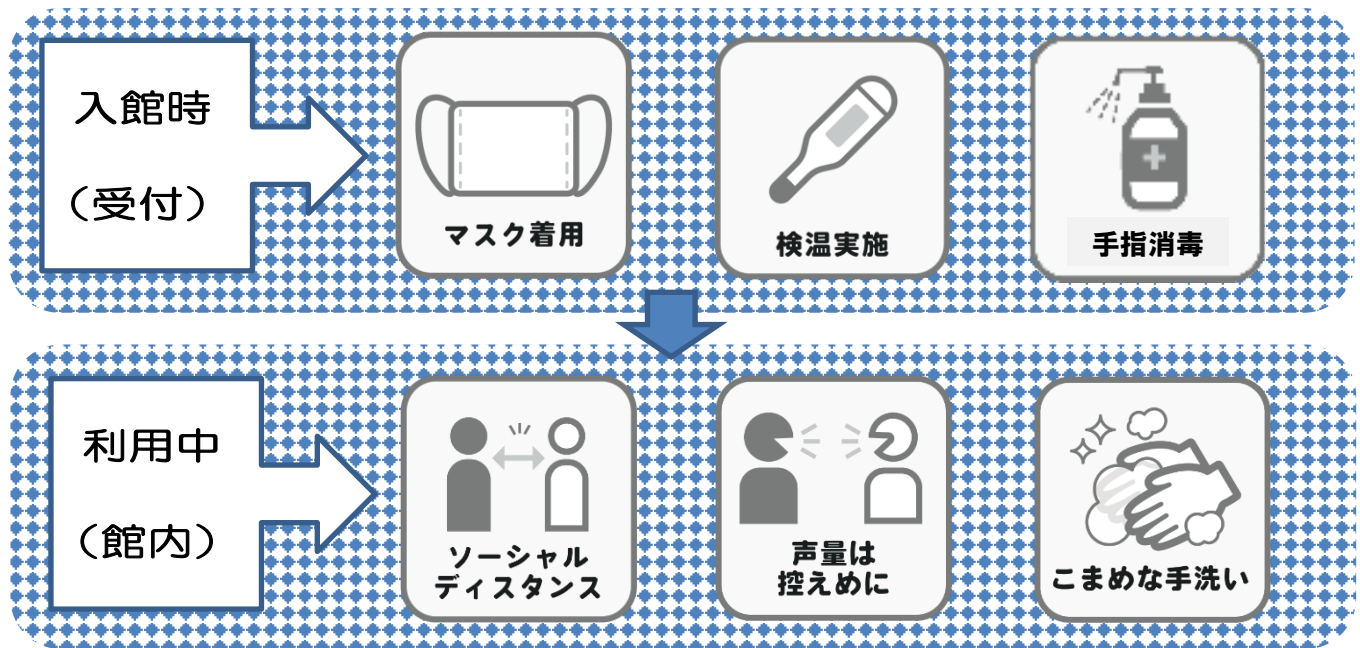 入館時
（受付）
マスク着用
検温実施
手指消毒
利用中
（館内）
ソーシャル
ディスタンス
声量は
控えめに
こまめな手洗い